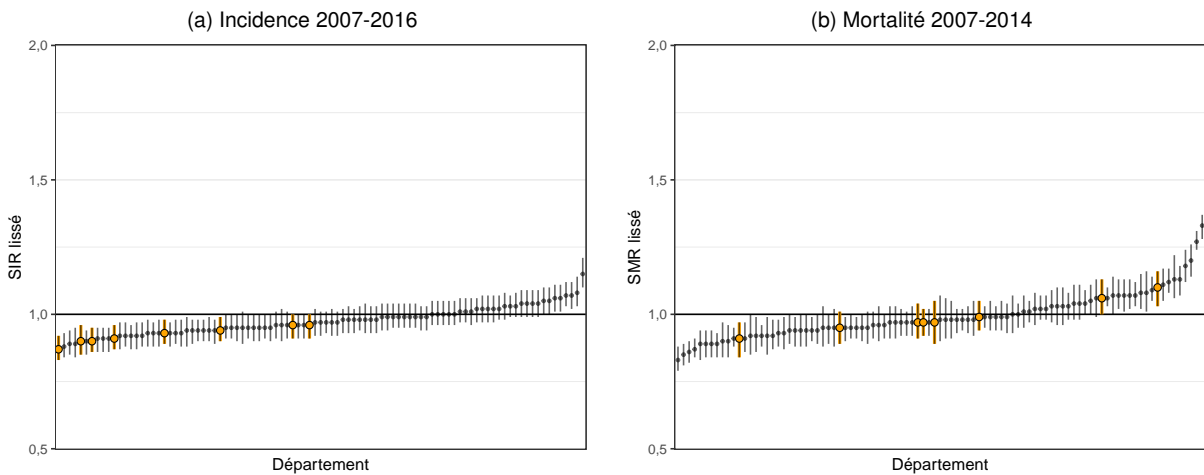 (a) Incidence 2007-2016
2,0
1,5
1,0
0,5
SIR lissé
Département
(b) Mortalité 2007-2014
2,0
1,5
1,0
0,5
SMR lissé
Département